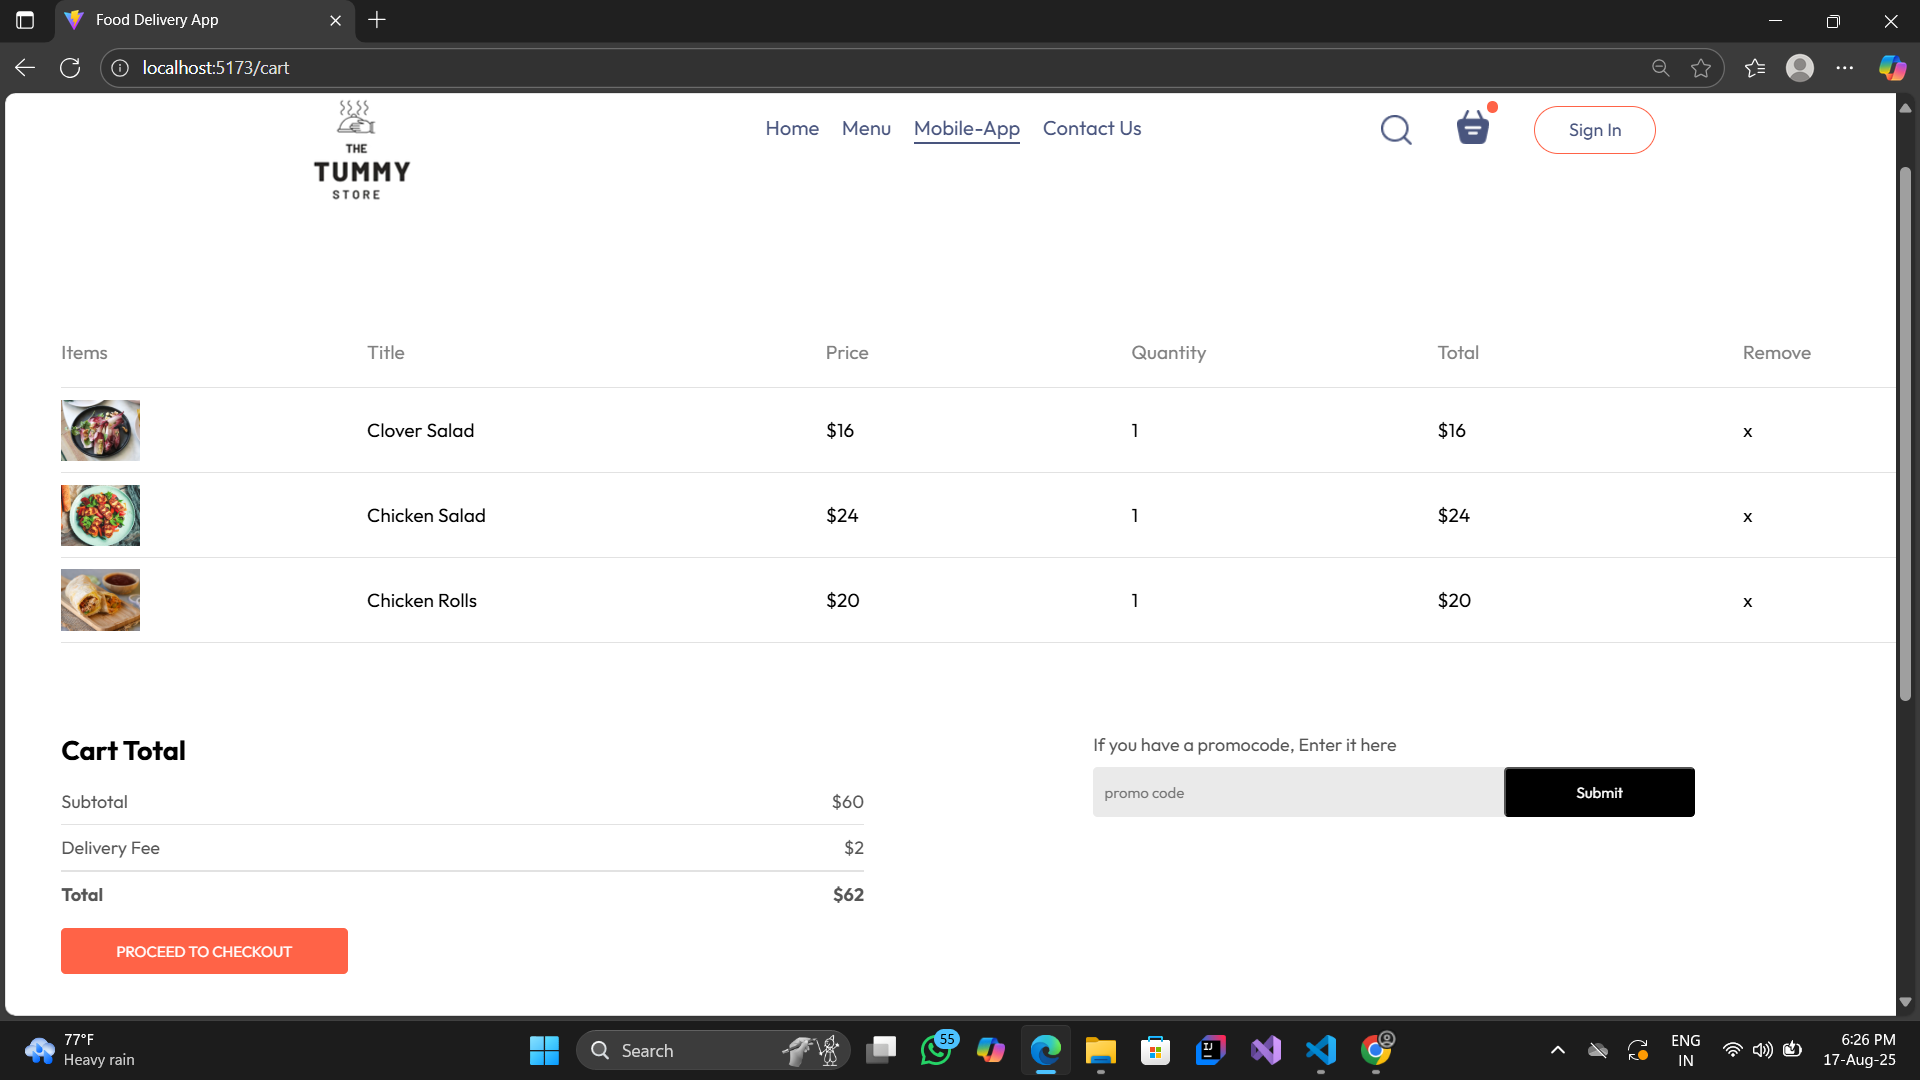 Food Delivery App
localhost:5173/cart
THE
TUMMY
STORE
Home Menu Mobile-App Contact Us
Sign In
Items Title Price Quantity Total Remove
Clover Salad $16 1 $16 x
Chicken Salad $24 1 $24 x
Chicken Rolls $20 1 $20 x
Cart Total
Subtotal $60
Delivery Fee $2
Total $62
PROCEED TO CHECKOUT
If you have a promocode, Enter it here
promo code Submit
77°F
Heavy rain
Search
55
IJ
ENG
IN
6:26 PM
17-Aug-25